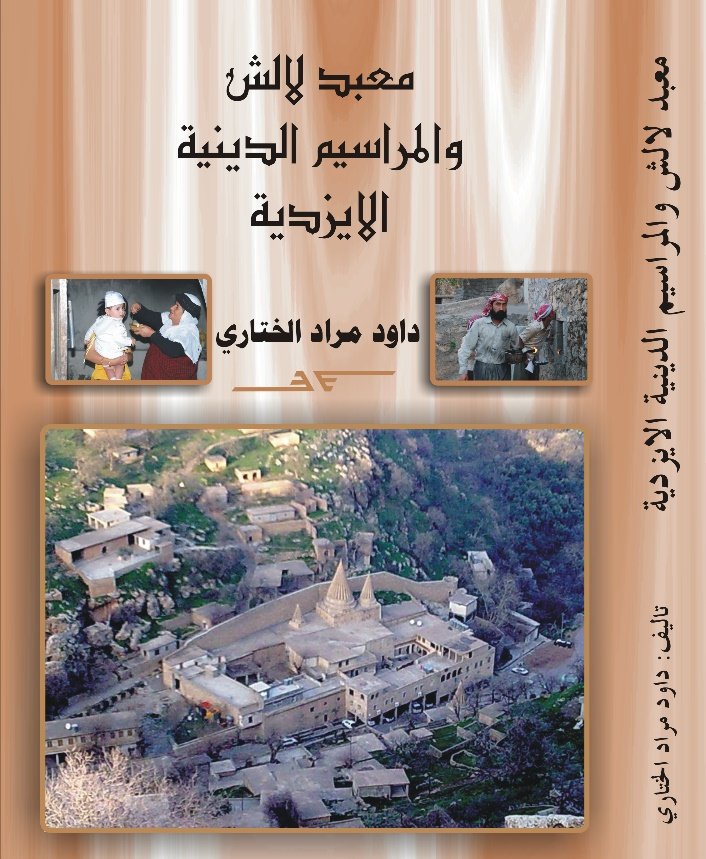 معبد لالش
والمراسيم الدينية
الايزدية
داود مراد الختاري
معبد لالش والمراسيم الدينية الايزدية
تاليف: داود مراد الختاري